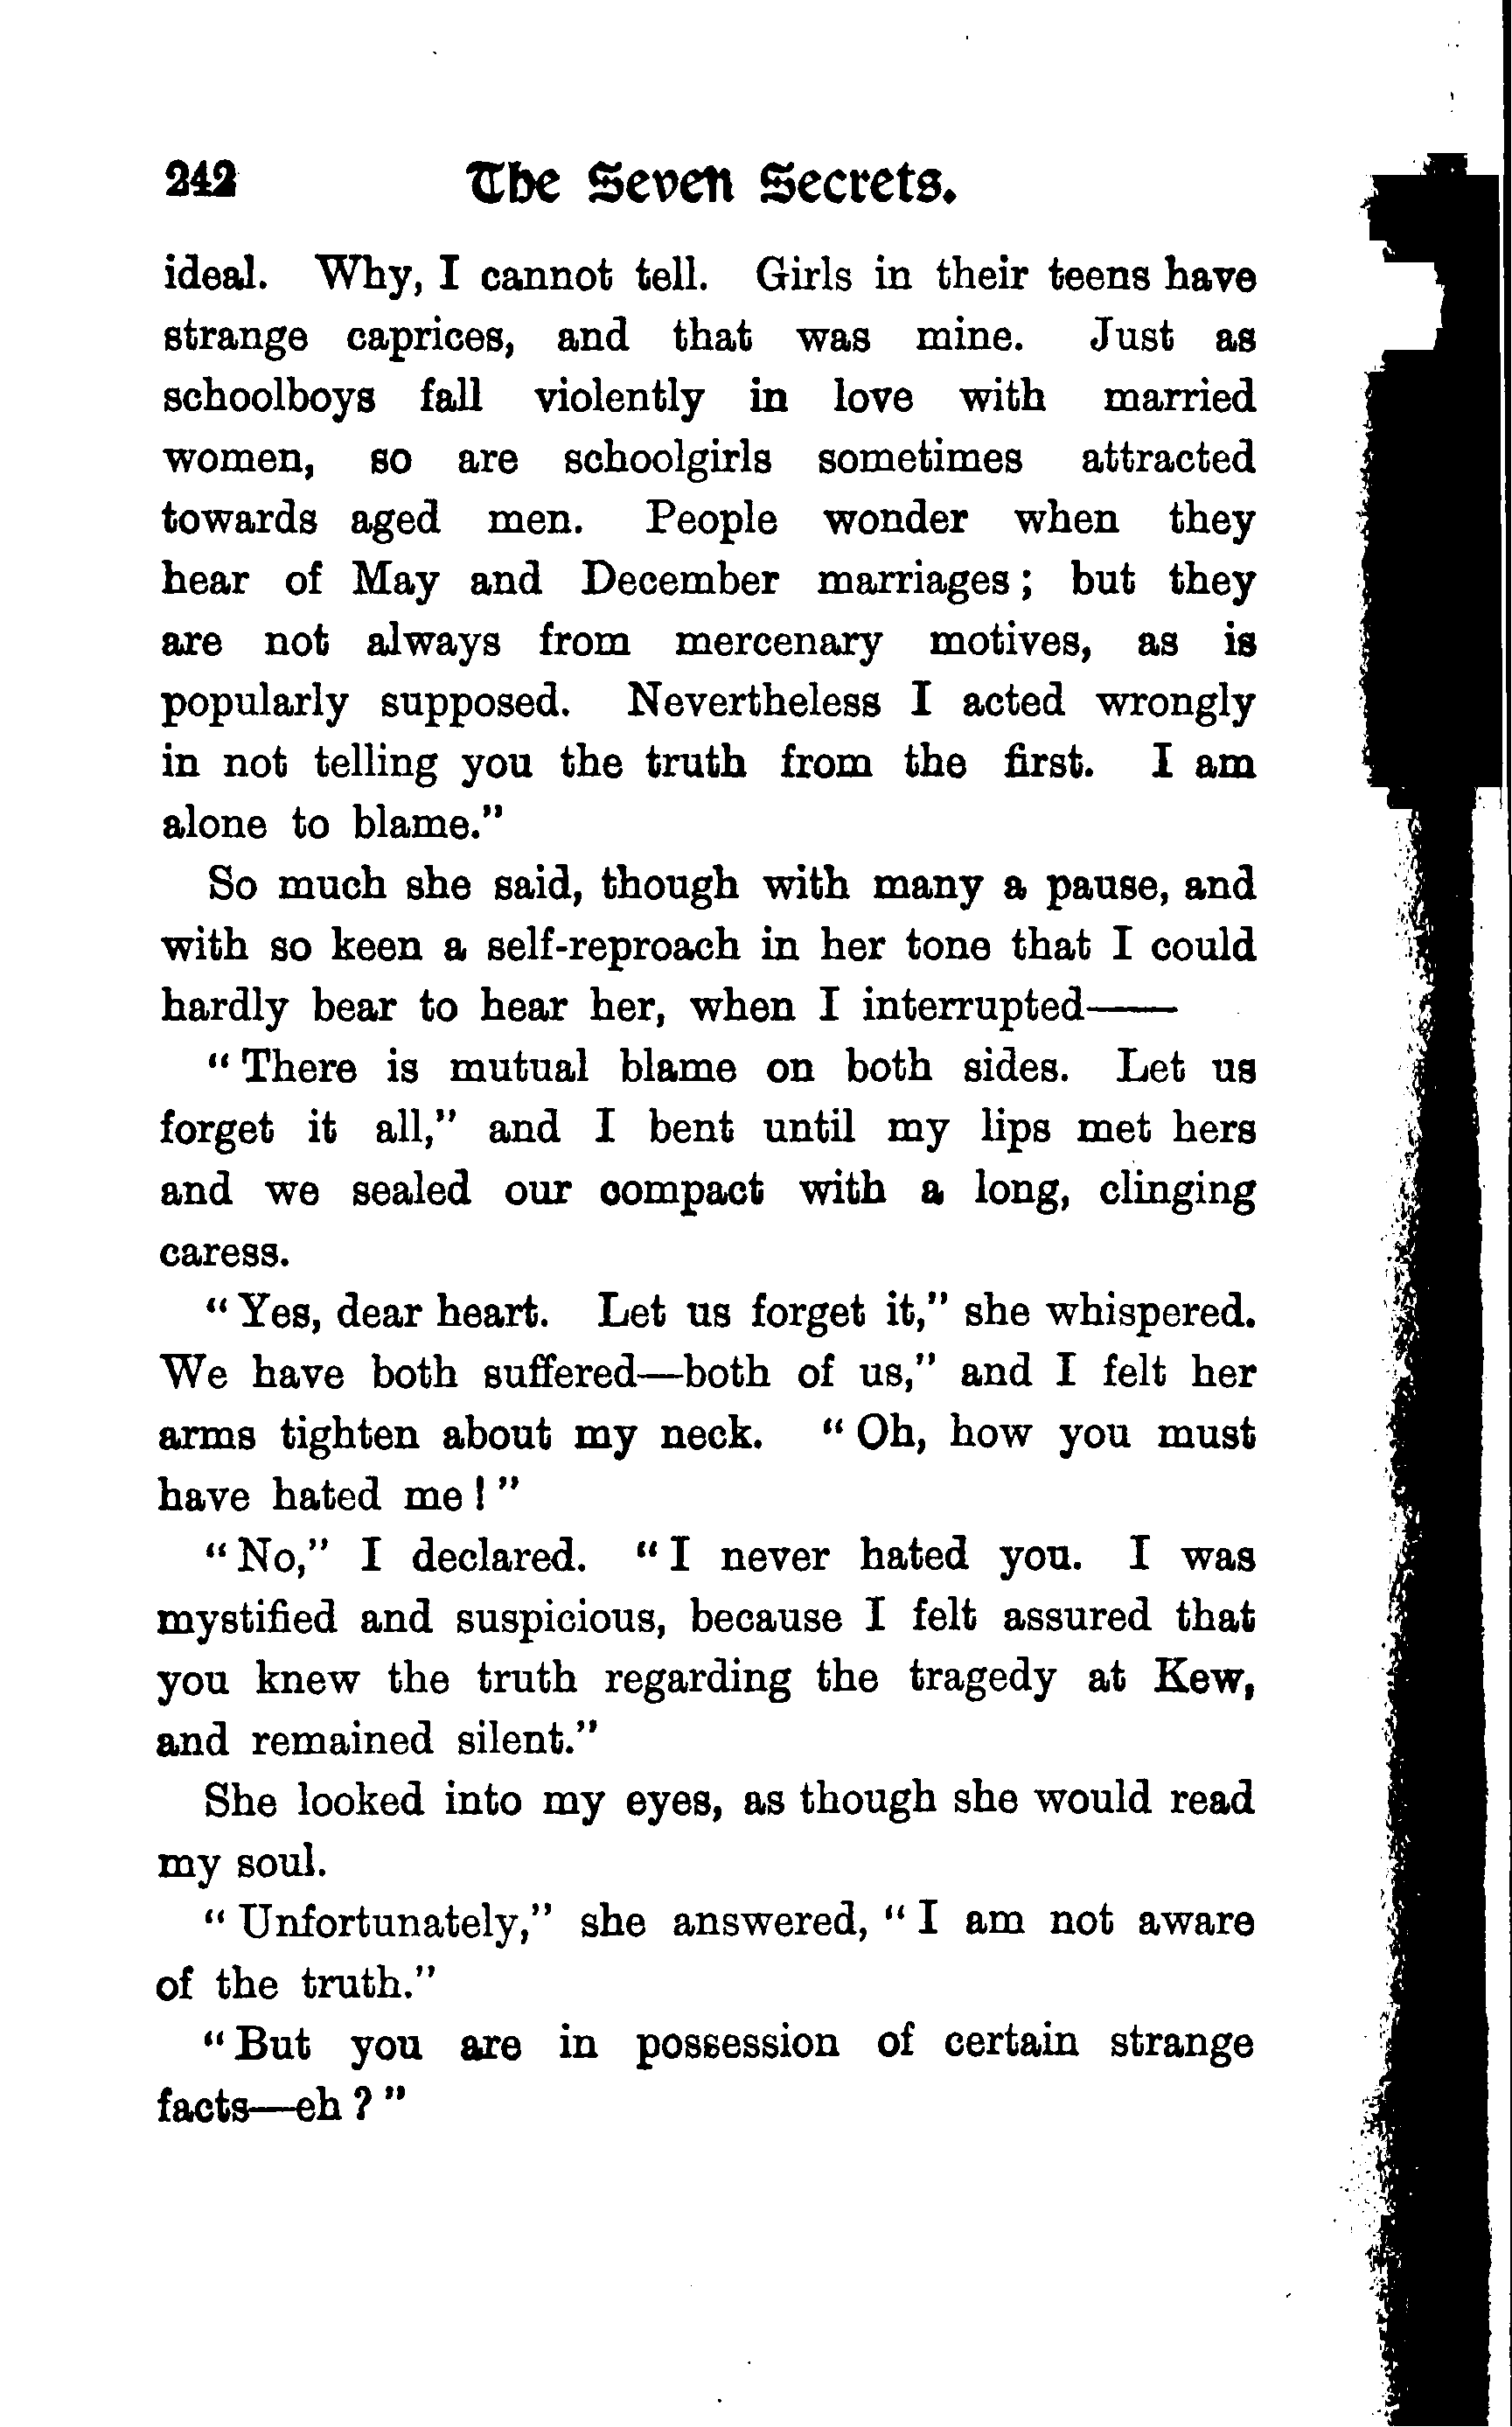 242 The Seven Secrets.
ideal. Why, I cannot tell. Girls in their teens have
strange caprices, and that was mine. Just as
schoolboys fall violently in love with married
women, so are schoolgirls sometimes attracted
towards aged men. People wonder when they
hear of May and December marriages; but they
are not always from mercenary motives, as is
popularly supposed. Nevertheless I acted wrongly
in not telling you the truth from the first. I am
alone to blame."
So much she said, though with many a pause, and
with so keen a self-reproach in her tone that I could
hardly bear to hear her, when I interrupted——
"There is mutual blame on both sides. Let us
forget it all," and I bent until my lips met hers
and we sealed our compact with a long, clinging
caress.
"Yes, dear heart. Let us forget it," she whispered.
We have both suffered—both of us," and I felt her
arms tighten about my neck. "Oh, how you must
have hated me!"
"No," I declared. "I never hated you. I was
mystified and suspicious, because I felt assured that
you knew the truth regarding the tragedy at Kew,
and remained silent."
She looked into my eyes, as though she would read
my soul.
"Unfortunately," she answered, "I am not aware
of the truth."
"But you are in possession of certain strange
facts—eh?"